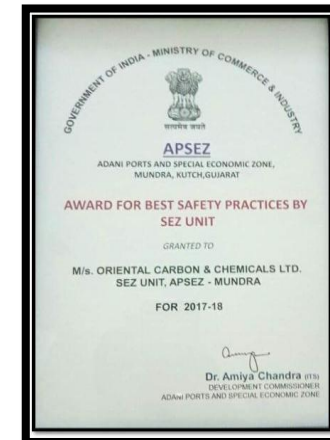 GOVERNMENT OF INDIA - MINISTRY OF COMMERCE & INDUSTRY
सत्यमेव जयते
APSEZ
ADANI PORTS AND SPECIAL ECONOMIC ZONE,
MUNDRA, KUTCH,GUJARAT
AWARD FOR BEST SAFETY PRACTICES BY
SEZ UNIT
GRANTED TO
M/s. ORIENTAL CARBON & CHEMICALS LTD.
SEZ UNIT, APSEZ - MUNDRA
FOR 2017-18
Dr. Amiya Chandra (ITS)
DEVELOPMENT COMMISSIONER
ADANI PORTS AND SPECIAL ECONOMIC ZONE